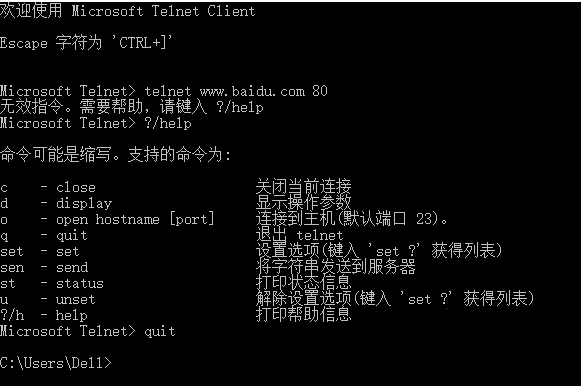 欢迎使用 Microsoft Telnet Client
Escape 字符为 'CTRL+]'
Microsoft Telnet> telnet www.baidu.com 80
无效指令。需要帮助，请键入 ?/help
Microsoft Telnet> ?/help
命令可能是缩写。支持的命令为:
c - close 关闭当前连接
d - display 显示操作参数
o - open hostname [port] 连接到主机(默认端口 23)。
q - quit 退出 telnet
set - set 设置选项(键入 'set ?' 获得列表)
sen - send 将字符串发送到服务器
st - status 打印状态信息
u - unset 解除设置选项(键入 'set ?' 获得列表)
?/h - help 打印帮助信息
Microsoft Telnet> quit
C:\Users\Dell>